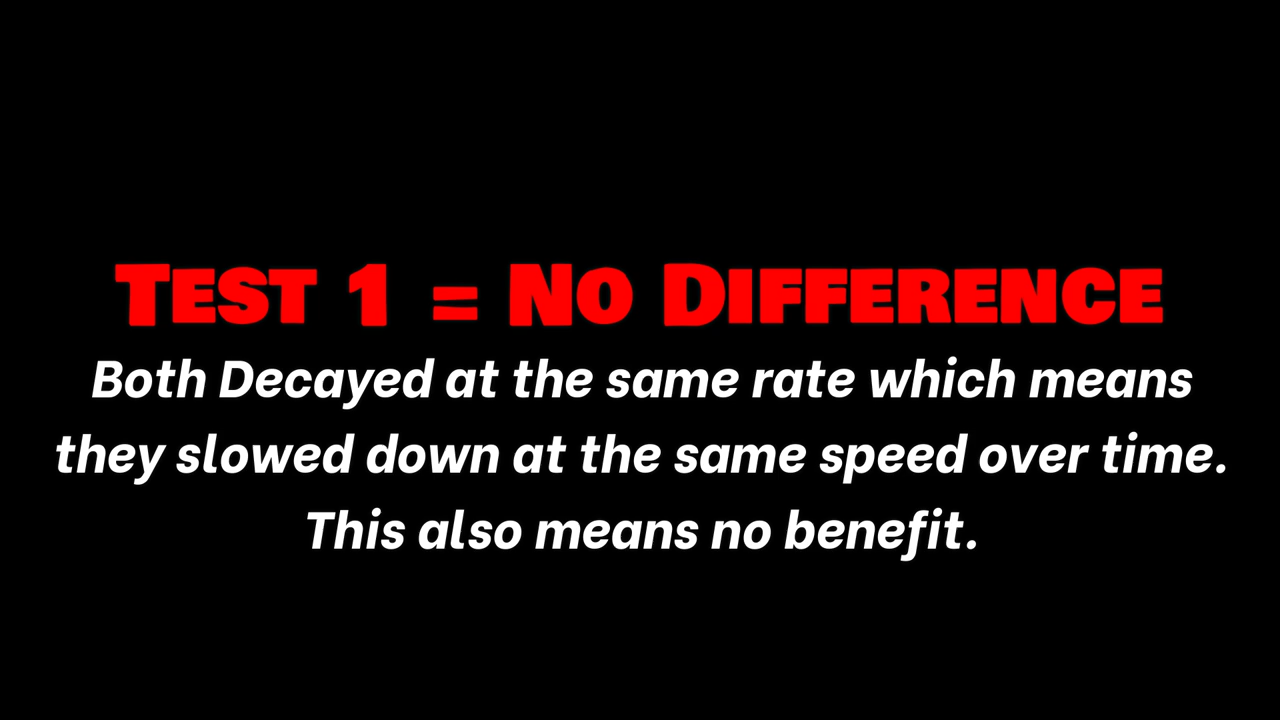 Test 1 = No Difference
Both Decayed at the same rate which means
they slowed down at the same speed over time.
This also means no benefit.